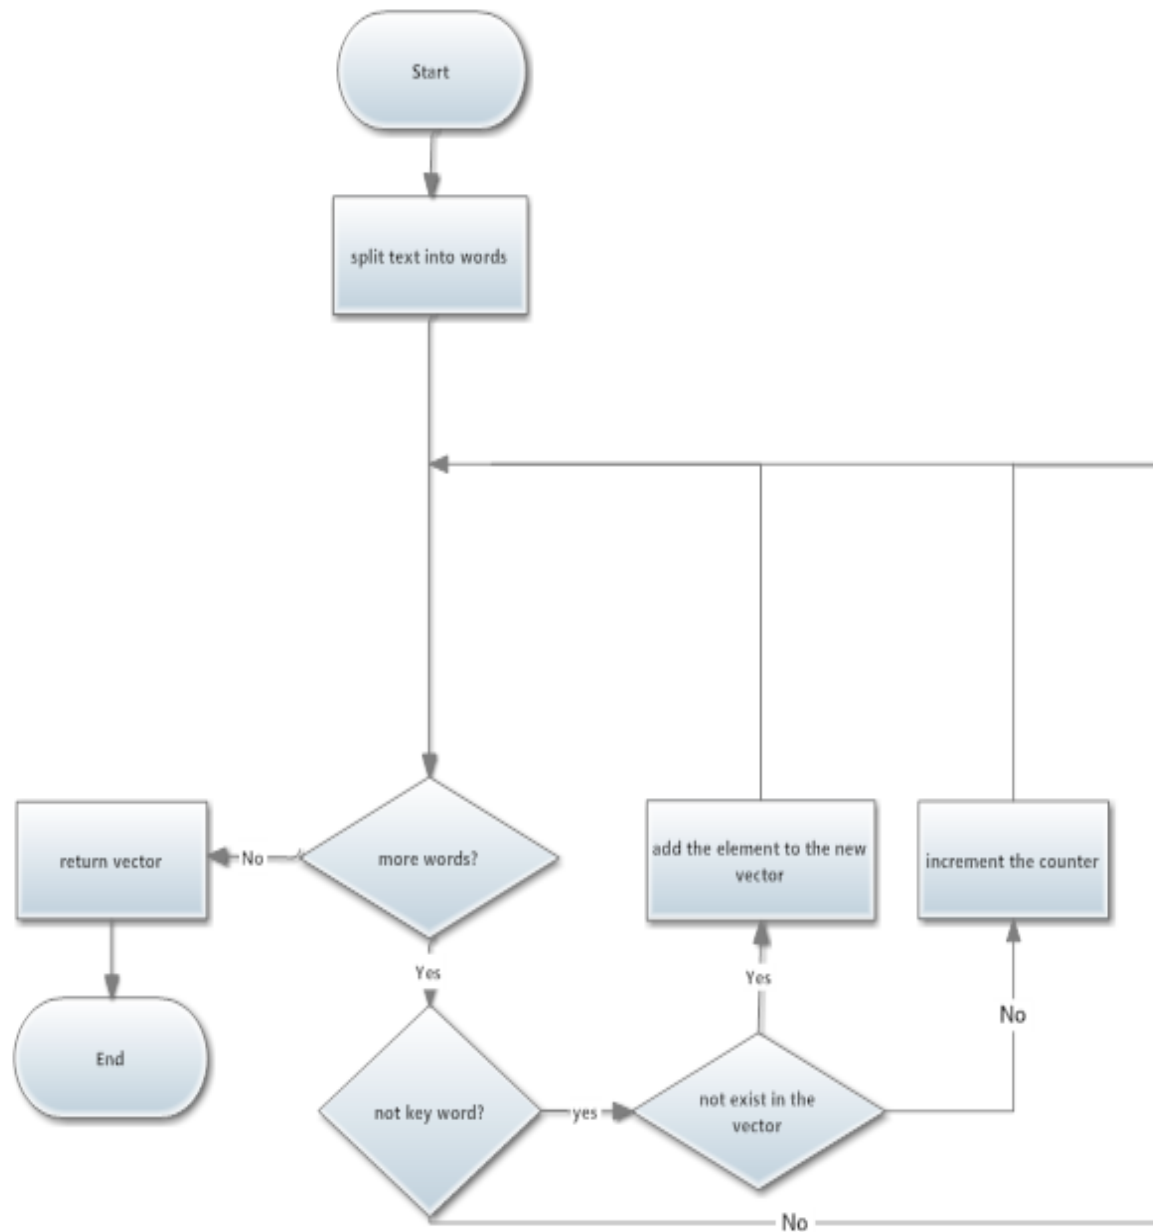 Start
split text into words
more words?
No
return vector
End
Yes
not key word?
yes
not exist in the
vector
Yes
add the element to the new
vector
No
increment the counter
No